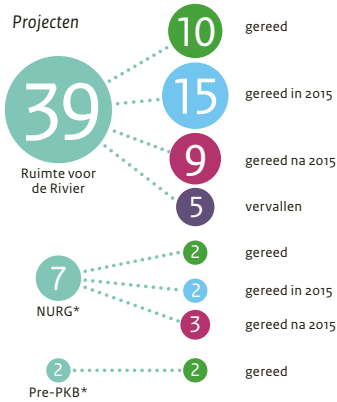 Projecten
10 gereed
39
15 gereed in 2015
9 gereed na 2015
Ruimte voor
de Rivier
5 vervallen
2 gereed
7
2 gereed in 2015
NURG*
3 gereed na 2015
2 2 gereed
Pre-PKB*